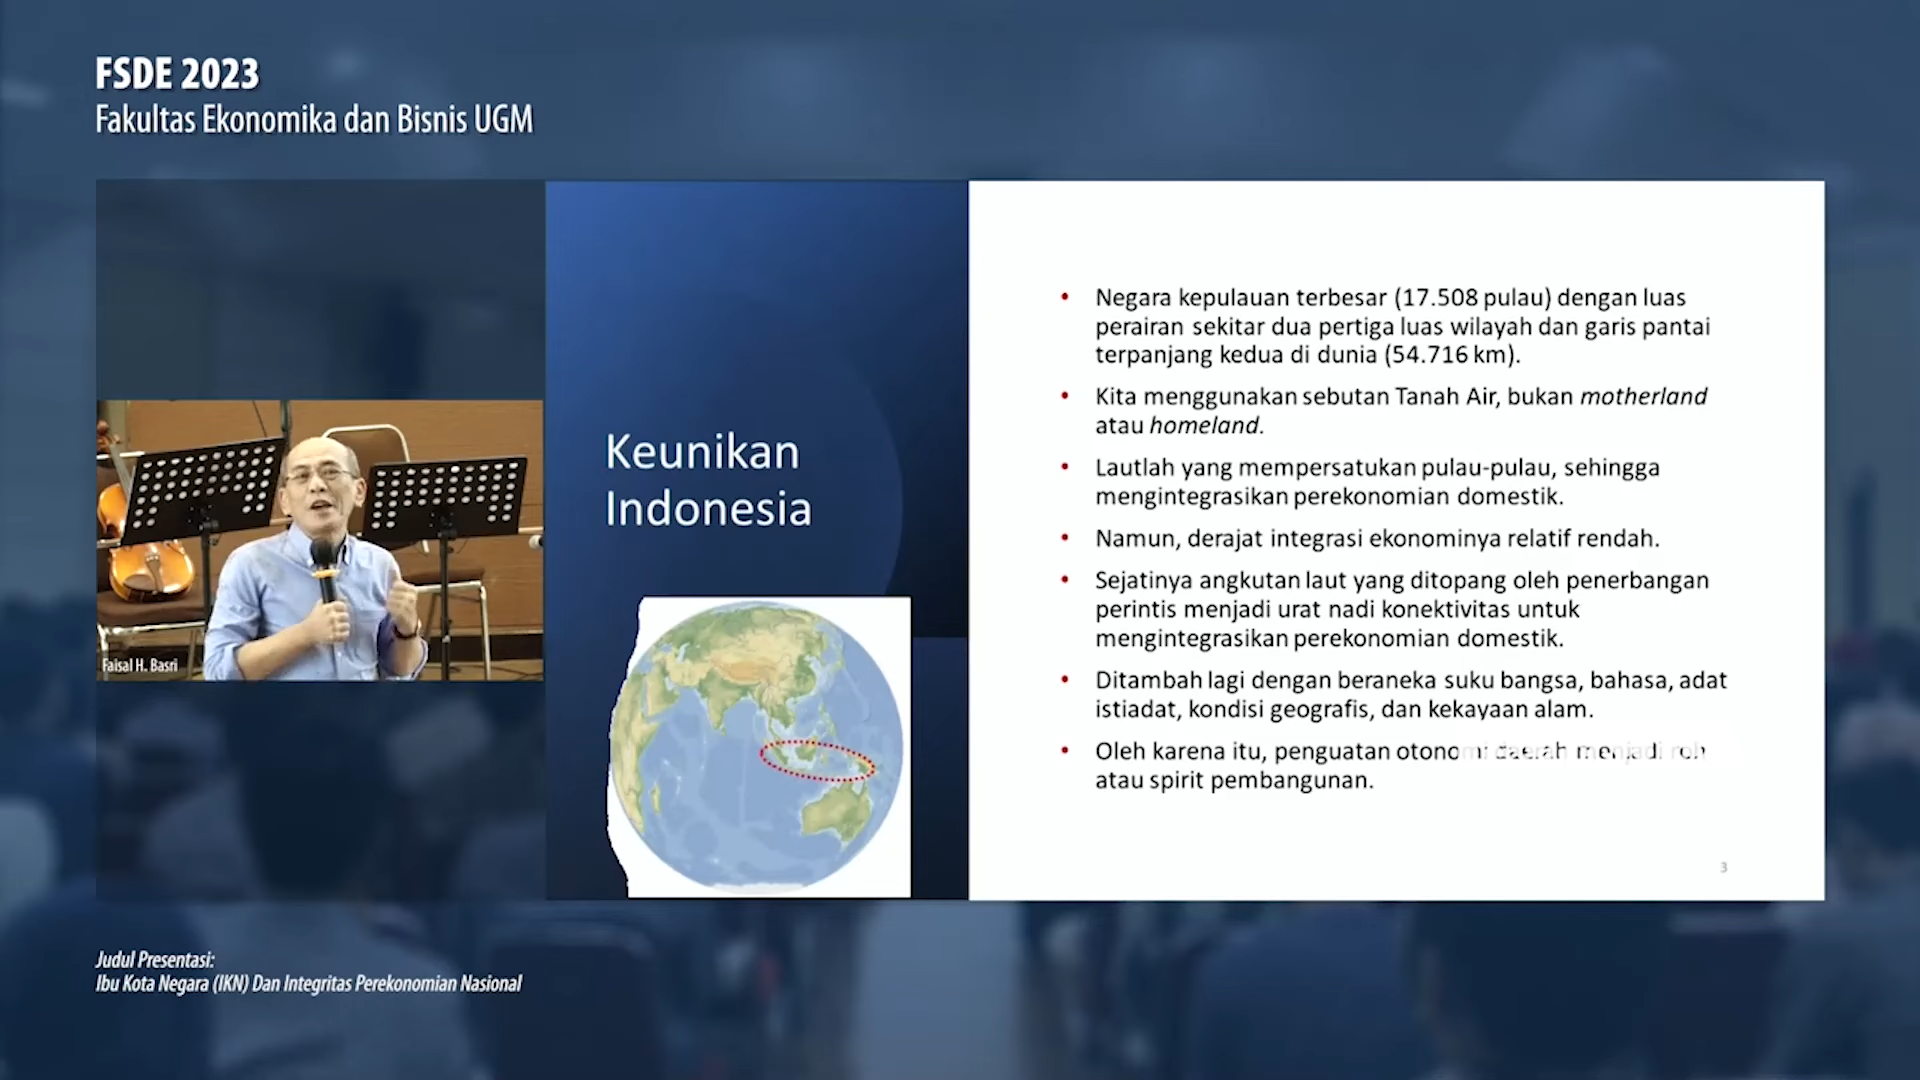 FSDE 2023
Fakultas Ekonomika dan Bisnis UGM
Faisal H. Basri
Keunikan
Indonesia
• Negara kepulauan terbesar (17.508 pulau) dengan luas
perairan sekitar dua pertiga luas wilayah dan garis pantai
terpanjang kedua di dunia (54.716 km).
• Kita menggunakan sebutan Tanah Air, bukan motherland
atau homeland.
• Lautlah yang mempersatukan pulau-pulau, sehingga
mengintegrasikan perekonomian domestik.
• Namun, derajat integrasi ekonominya relatif rendah.
• Sejatinya angkutan laut yang ditopang oleh penerbangan
perintis menjadi urat nadi konektivitas untuk
mengintegrasikan perekonomian domestik.
• Ditambah lagi dengan beraneka suku bangsa, bahasa, adat
istiadat, kondisi geografis, dan kekayaan alam.
• Oleh karena itu, penguatan otonomi daerah menjadi roh
atau spirit pembangunan.
3
Judul Presentasi:
Ibu Kota Negara (IKN) Dan Integritas Perekonomian Nasional